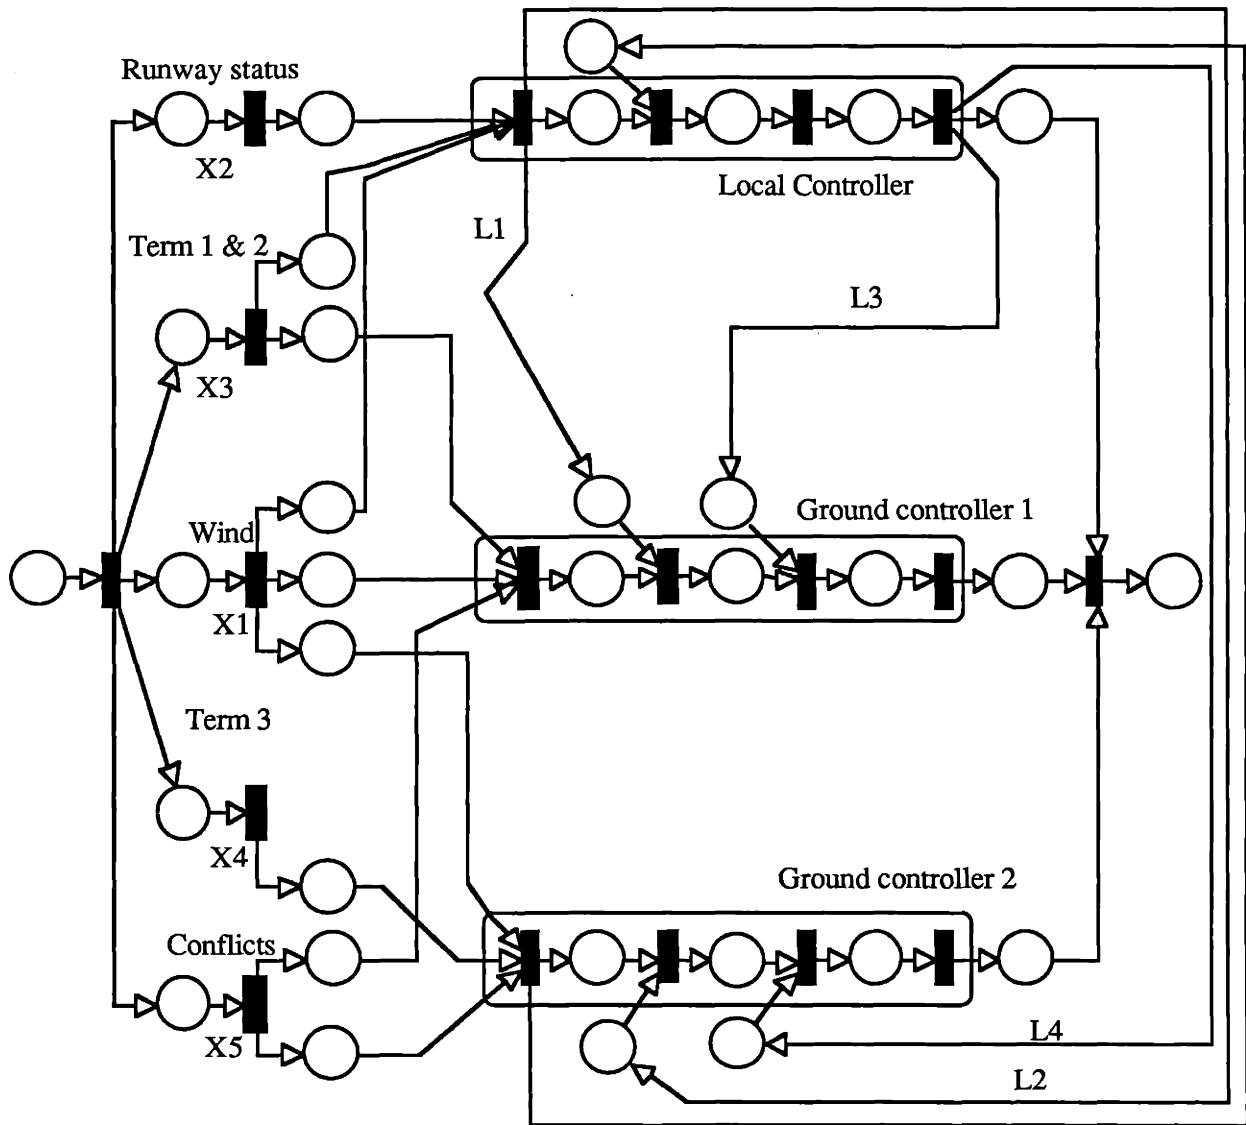 Runway status
X2
Local Controller
L1
Term 1 & 2
L3
X3
Ground controller 1
Wind
X1
Term 3
X4
Ground controller 2
Conflicts
X5
L4
L2